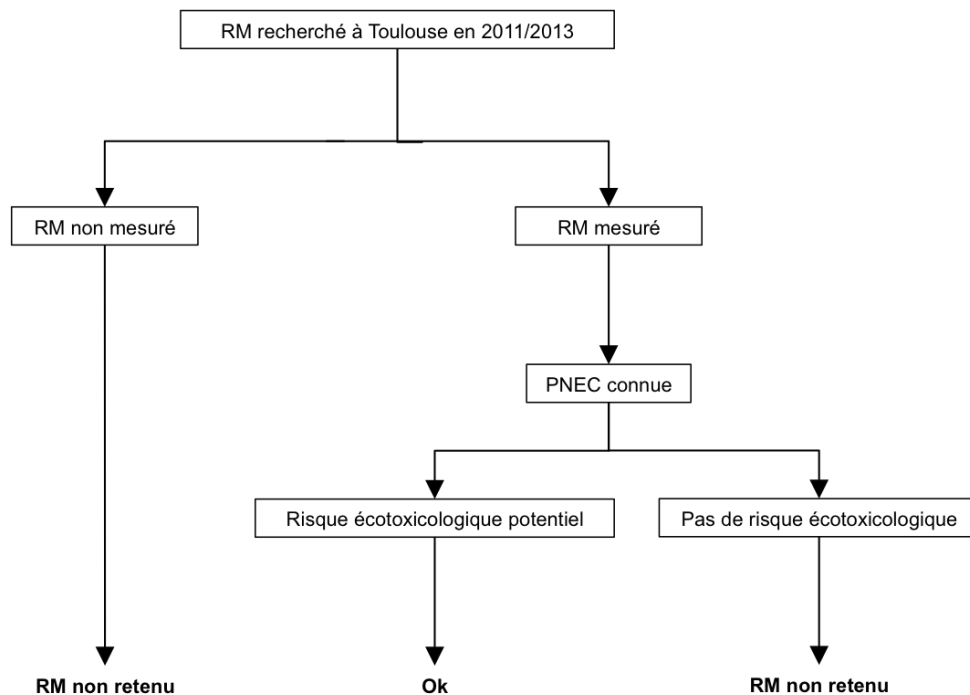 RM recherché à Toulouse en 2011/2013
RM non mesuré
RM mesuré
PNEC connue
Risque écotoxicologique potentiel
Pas de risque écotoxicologique
RM non retenu
Ok
RM non retenu